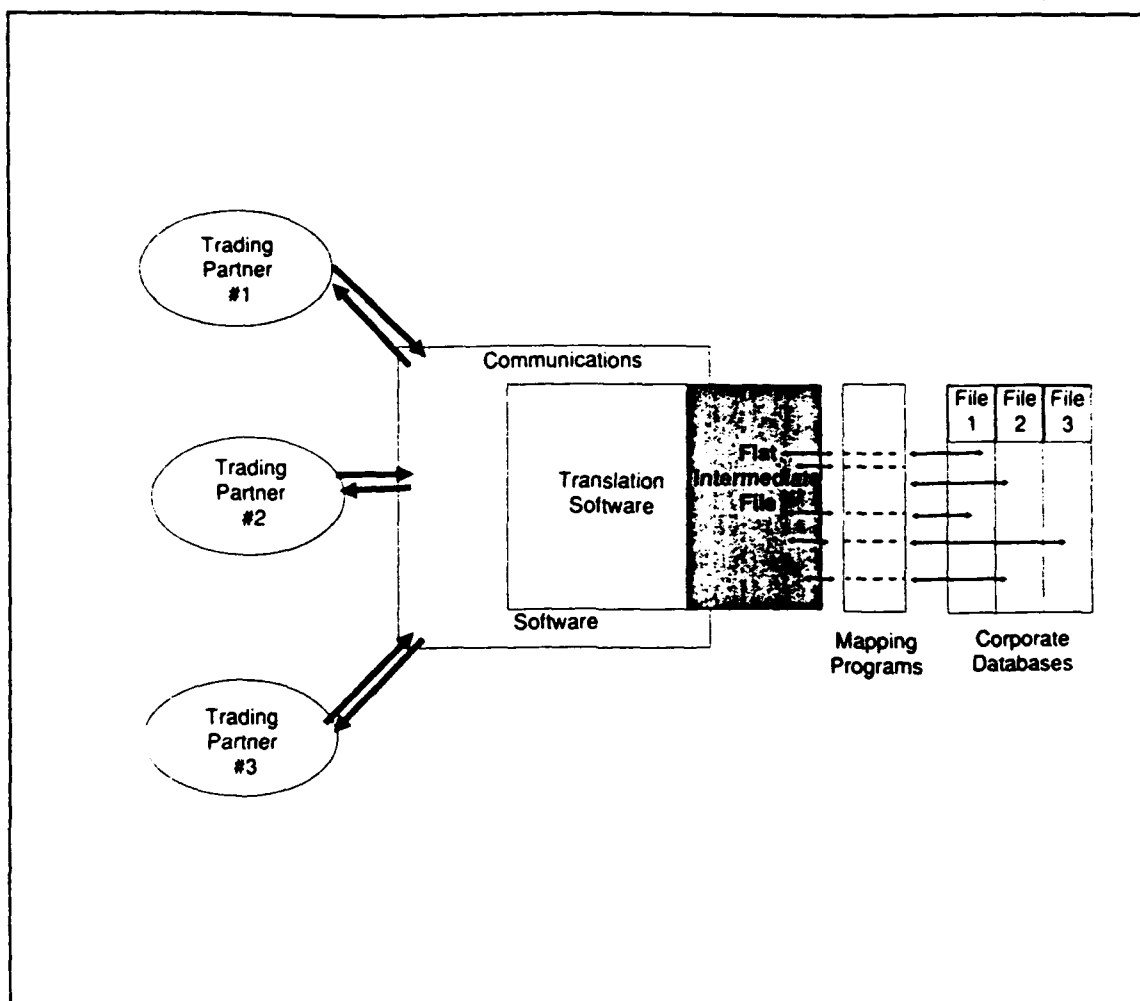 Trading
Partner
#1
Communications
File
1
File
2
File
3
Trading
Partner
#2
Translation
Software
Flat
Intermediate
File
Software
Mapping
Programs
Corporate
Databases
Trading
Partner
#3